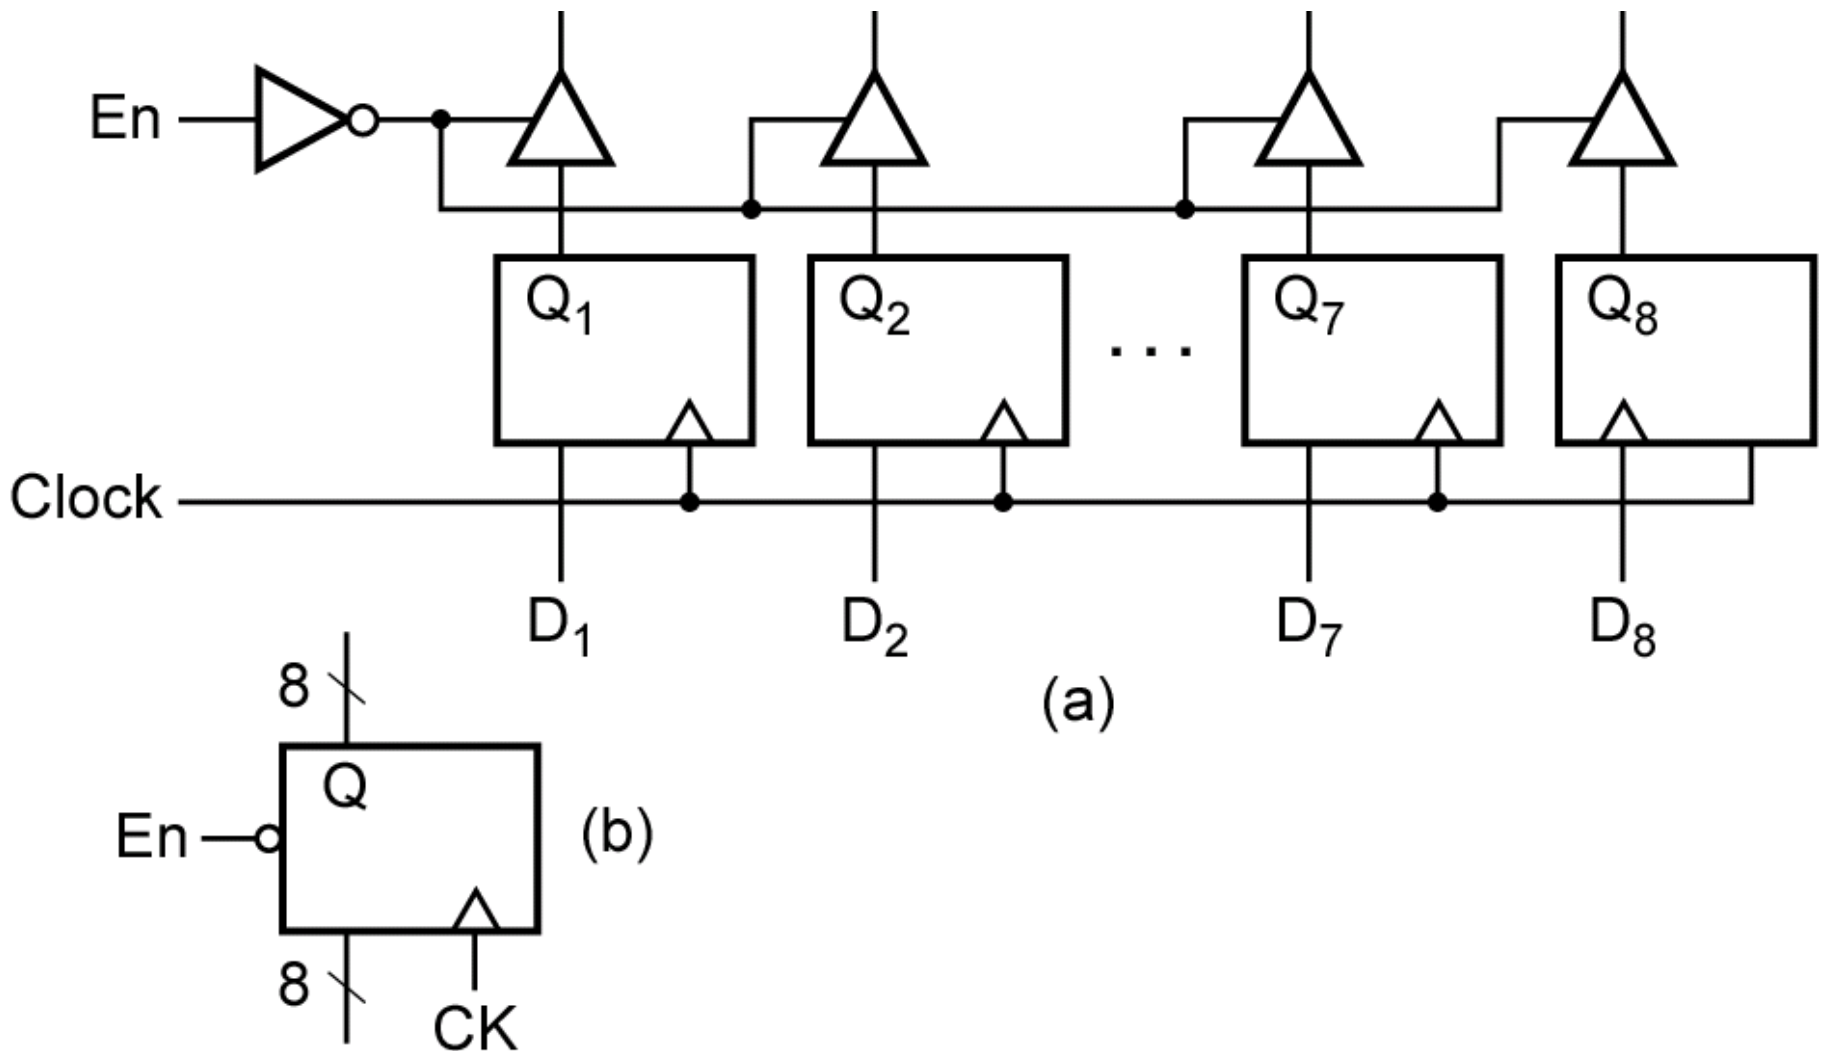 En
Q₁ Q₂ Q₇ Q₈
. . .
Clock
D₁ D₂ D₇ D₈
(a)
8
Q
En
(b)
8
CK